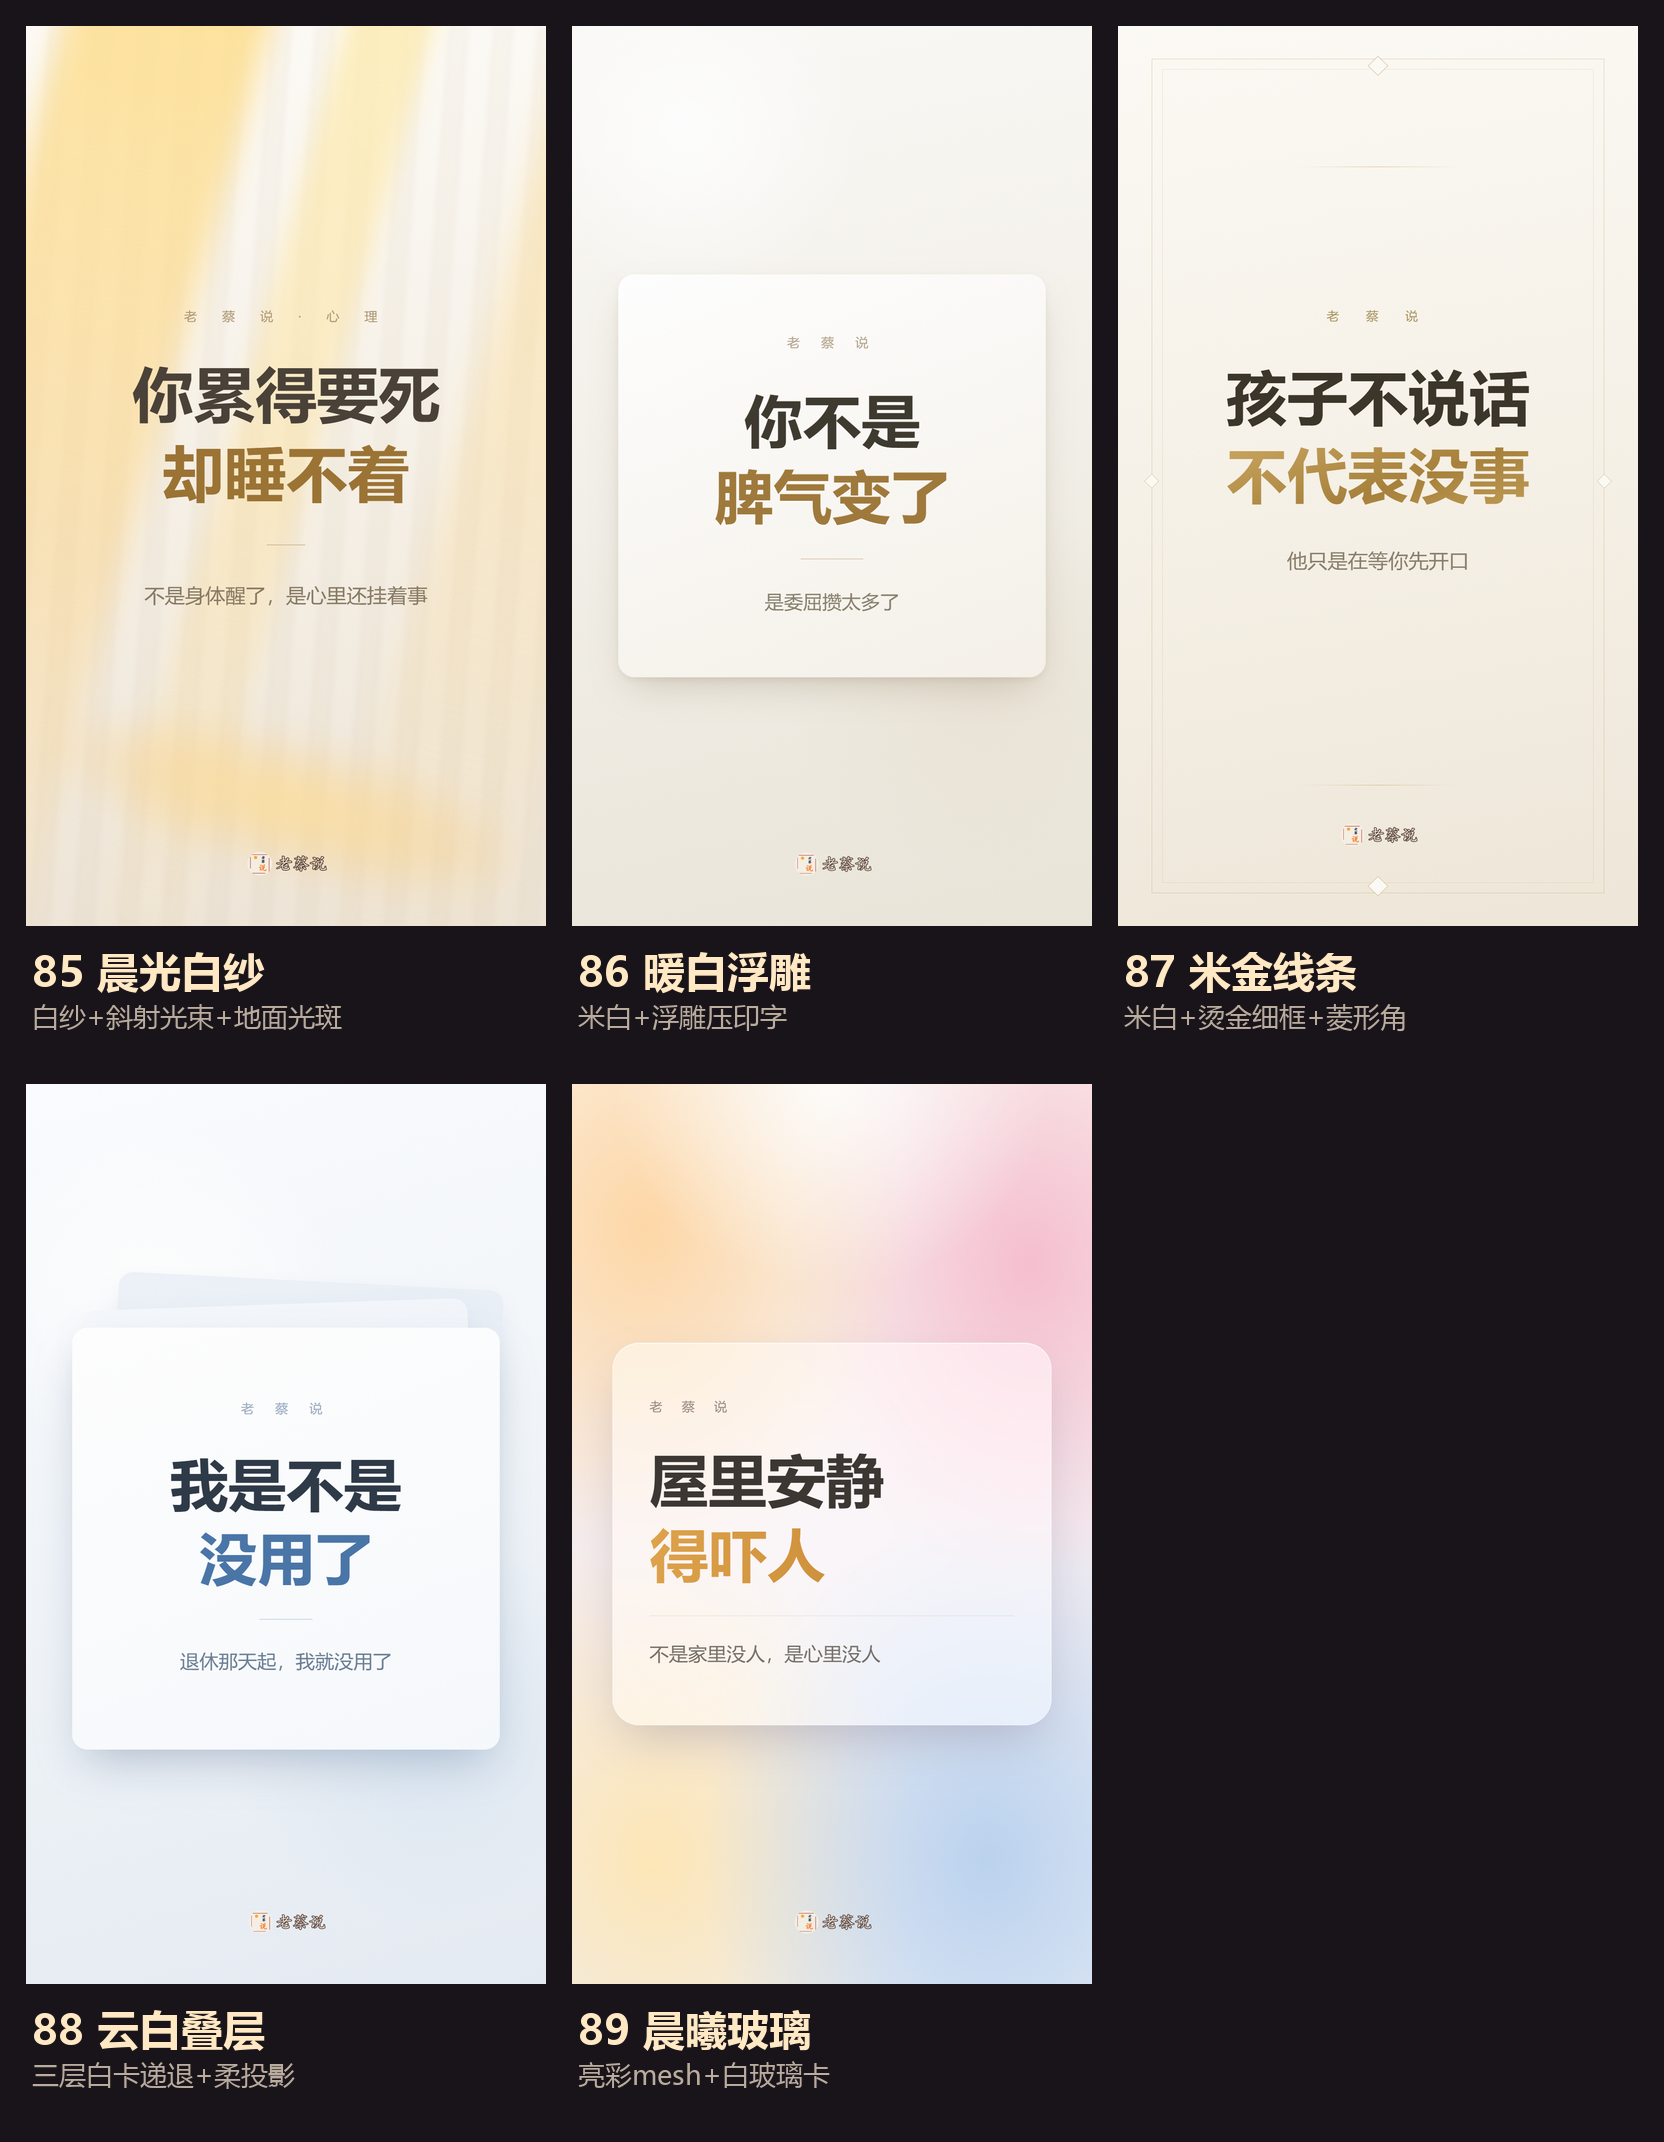 老蔡说·心理
你累得要死
却睡不着
不是身体醒了，是心里还挂着事
老蔡说
85 晨光白纱
白纱+斜射光束+地面光斑
老蔡说
你不是
脾气变了
是委屈攒太多了
老蔡说
86 暖白浮雕
米白+浮雕压印字
老蔡说
孩子不说话
不代表没事
他只是在等你先开口
老蔡说
87 米金线条
米白+烫金细框+菱形角
老蔡说
我是不是
没用了
退休那天起，我就没用了
老蔡说
88 云白叠层
三层白卡递退+柔投影
老蔡说
屋里安静
得吓人
不是家里没人，是心里没人
老蔡说
89 晨曦玻璃
亮彩mesh+白玻璃卡